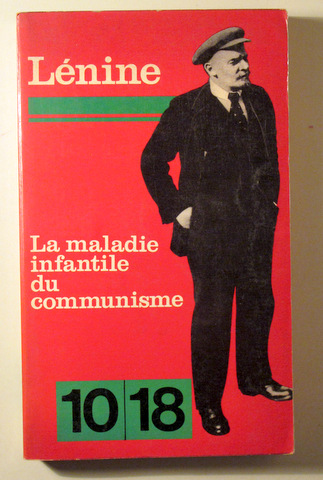 Lénine
La maladie
infantile
du
communisme
10|18